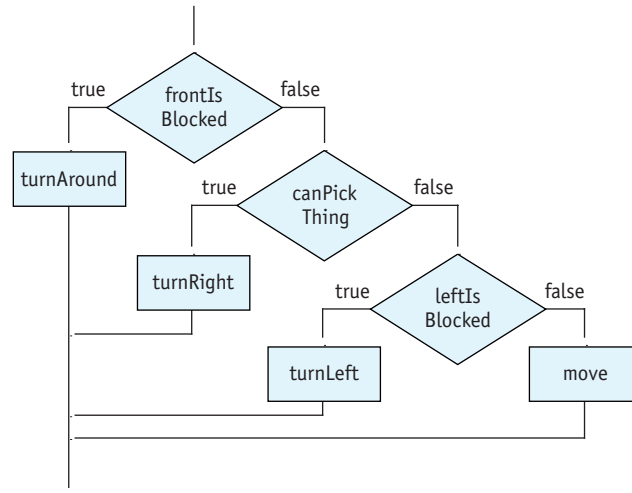 true
false
frontIs
Blocked
turnAround
true
false
canPick
Thing
turnRight
true
false
leftIs
Blocked
turnLeft
move